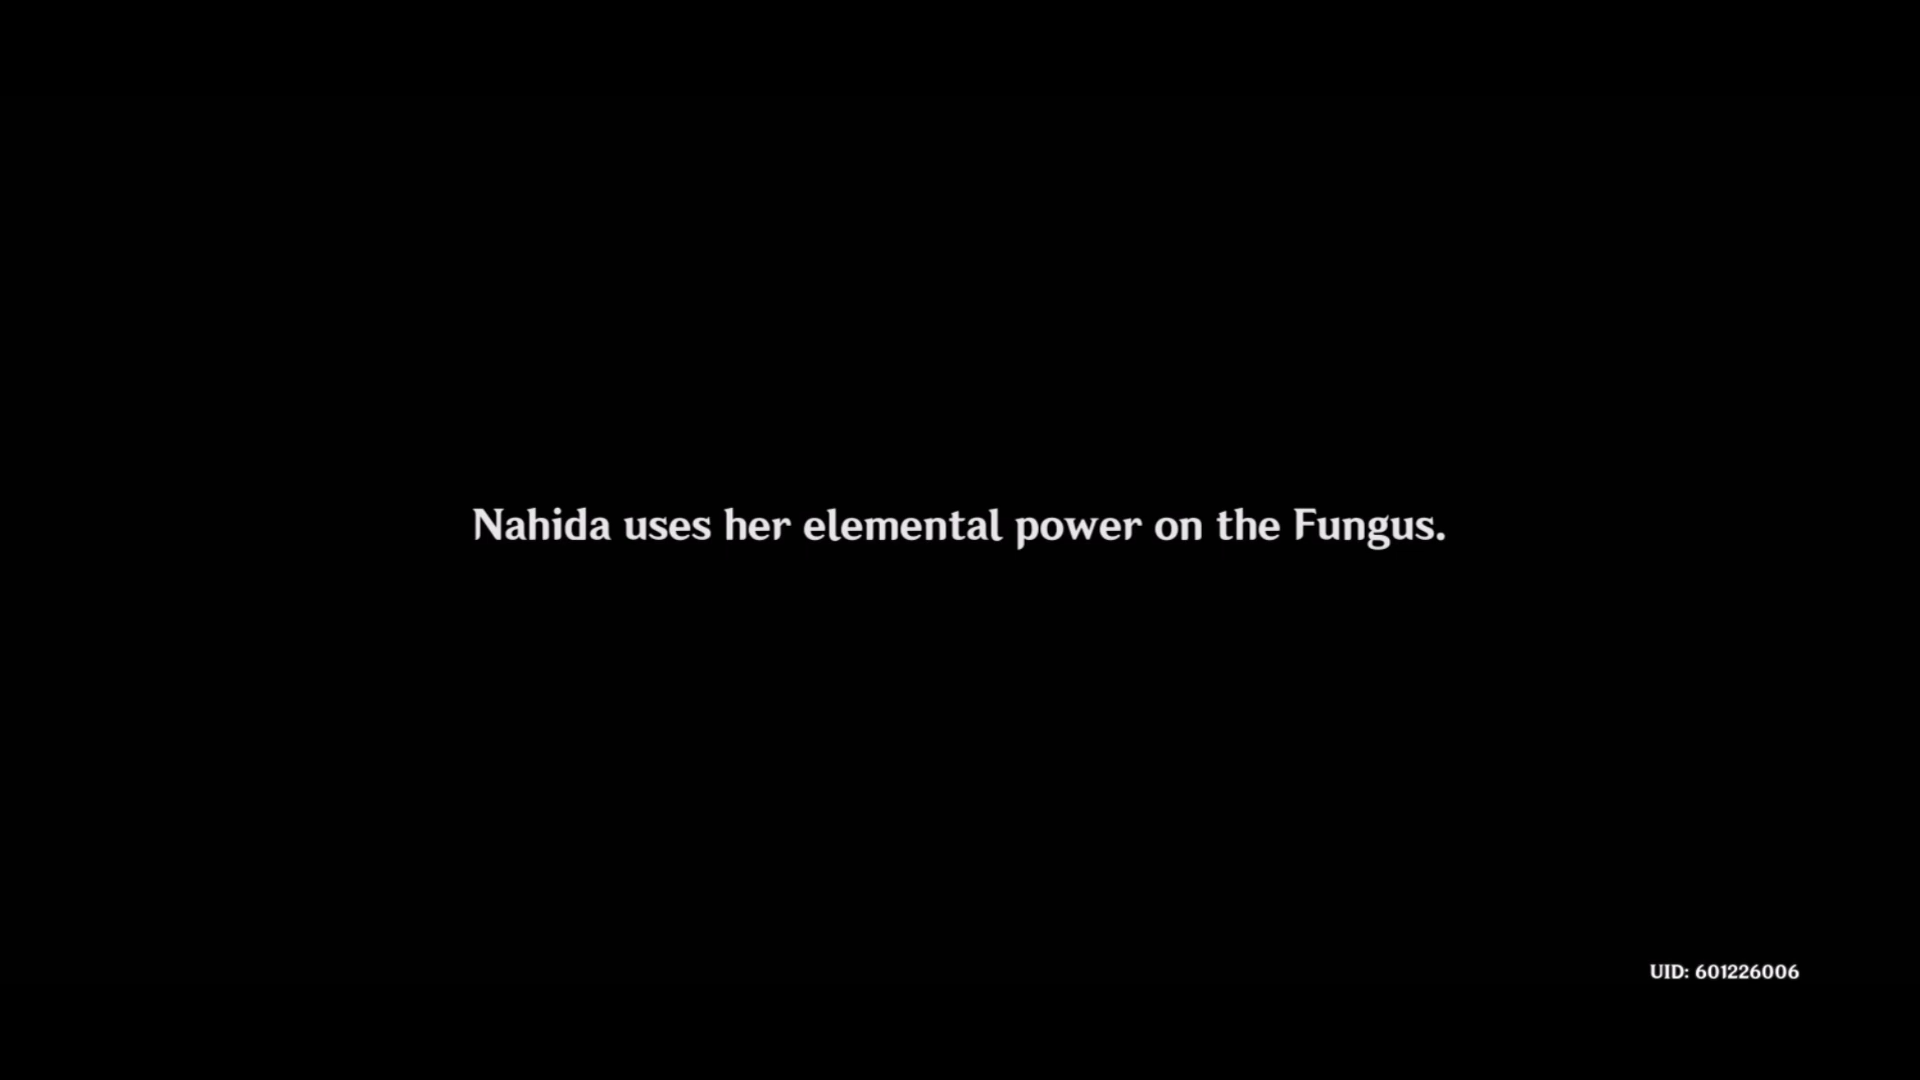 Nahida uses her elemental power on the Fungus.
UID: 601226006